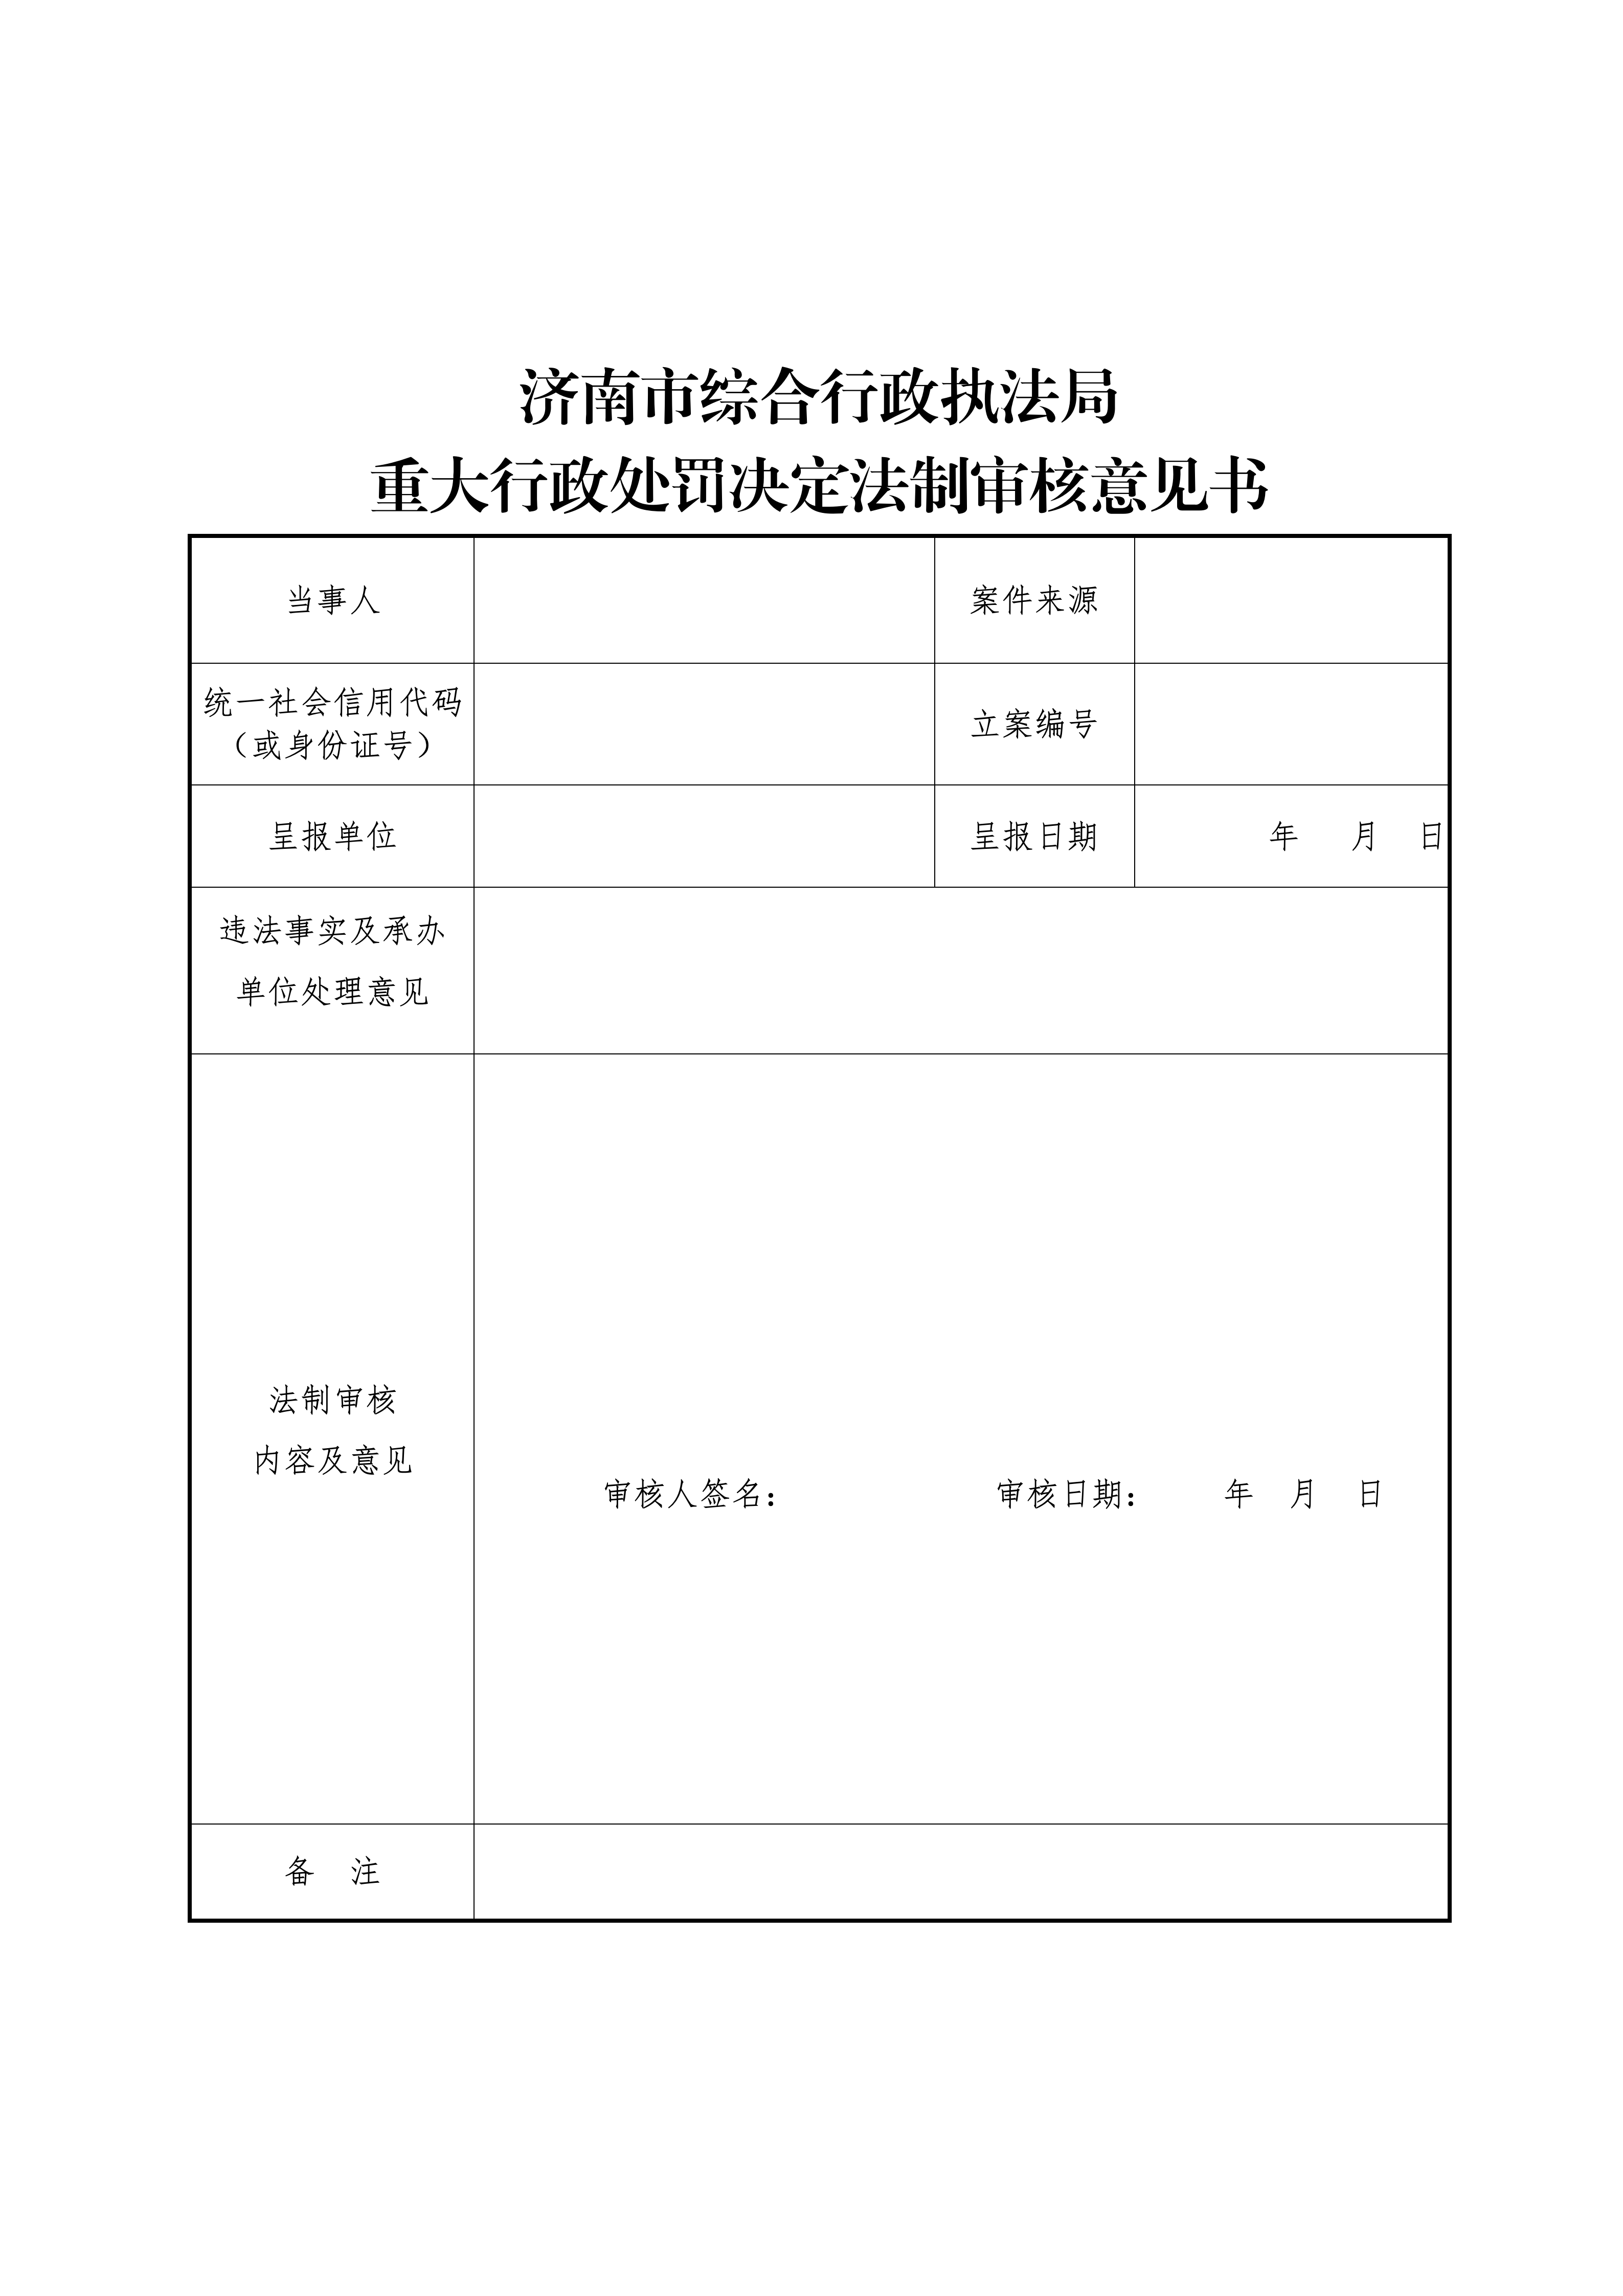 济南市综合行政执法局
重大行政处罚决定法制审核意见书
当事人
案件来源
统一社会信用代码
（或身份证号）
立案编号
呈报单位
呈报日期
年 月 日
违法事实及承办
单位处理意见
法制审核
内容及意见
审核人签名： 审核日期： 年 月 日
备 注